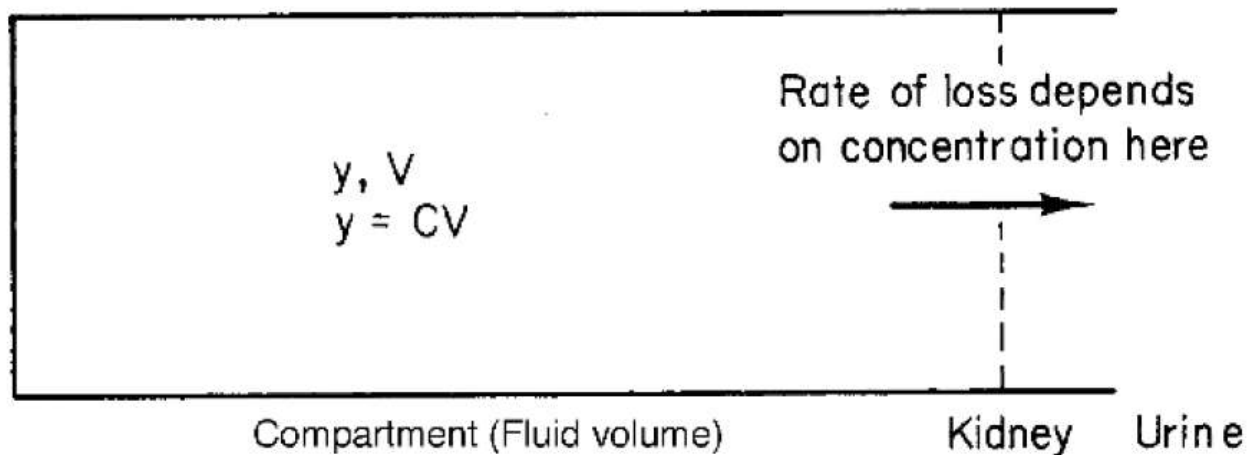 Rate of loss depends
on concentration here
y, V
y = CV
Compartment (Fluid volume)
Kidney
Urine